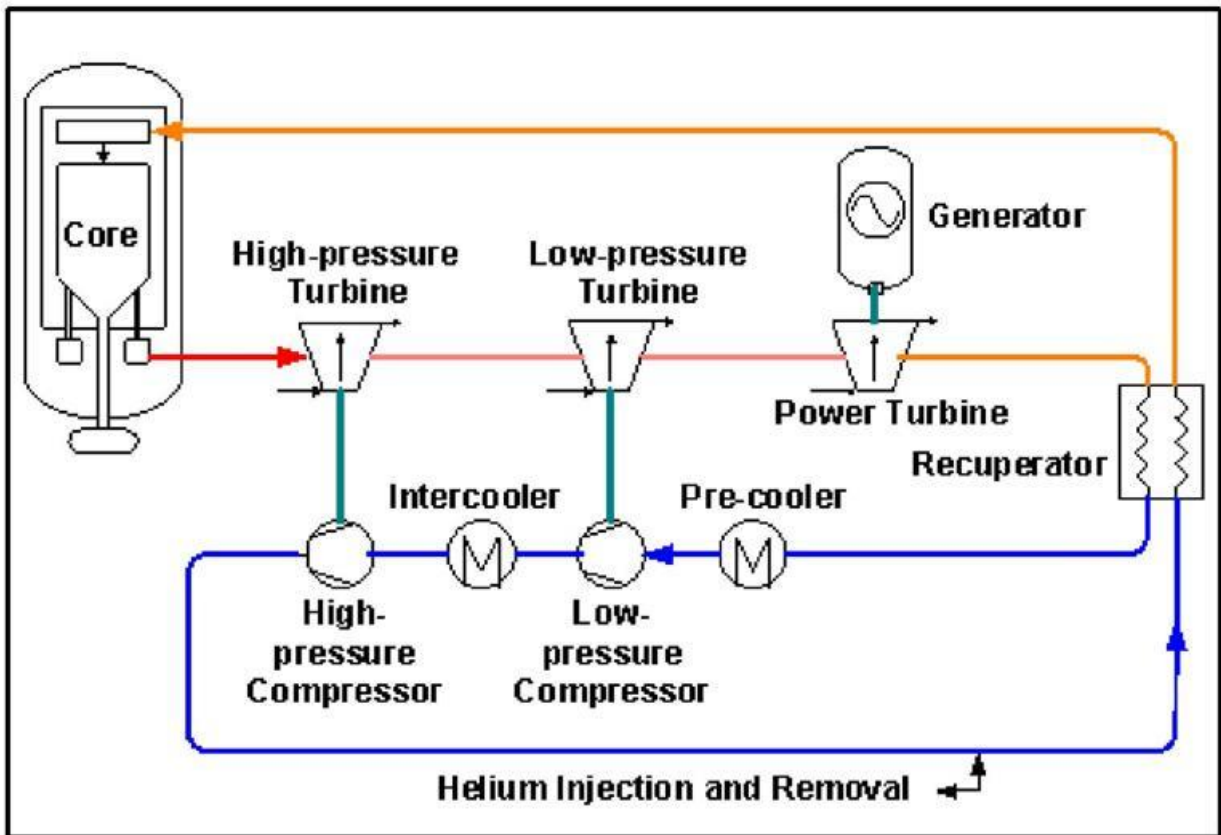 Core
High-pressure
Turbine
Low-pressure
Turbine
Generator
Power Turbine
Recuperator
Intercooler
Pre-cooler
High-
pressure
Compressor
Low-
pressure
Compressor
Helium Injection and Removal